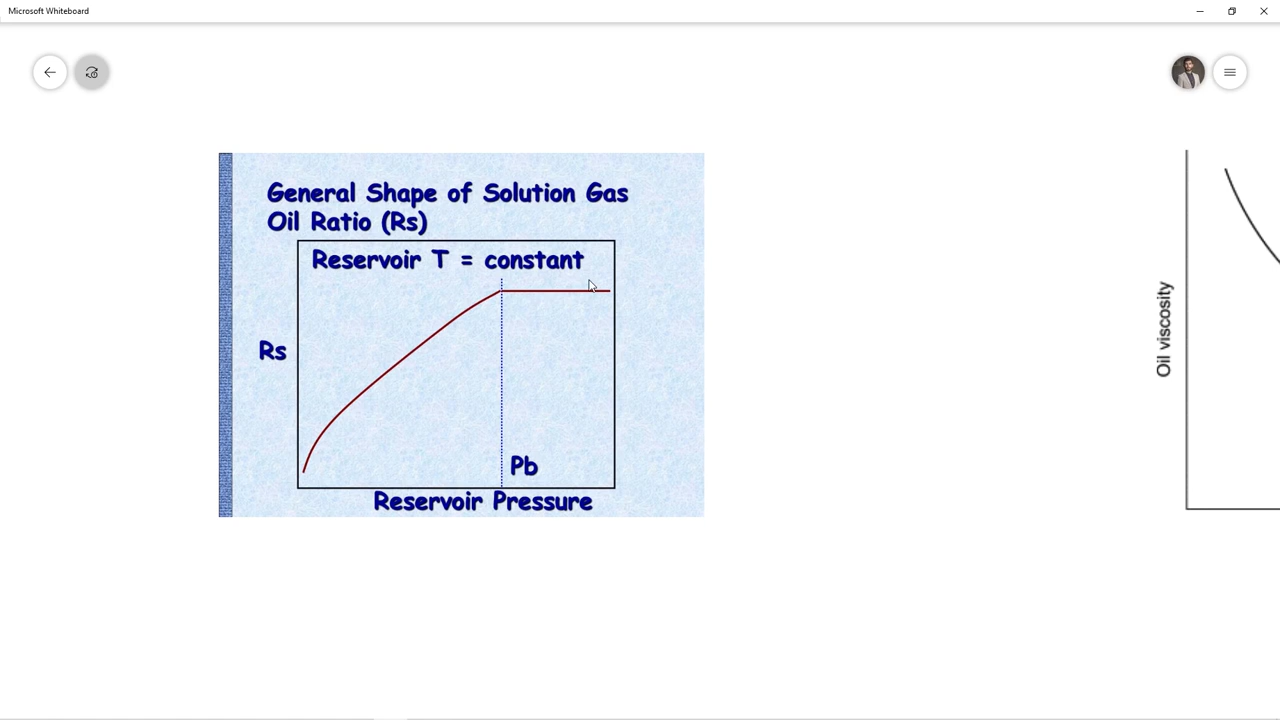 Microsoft Whiteboard
General Shape of Solution Gas
Oil Ratio (Rs)
Reservoir T = constant
Rs
Pb
Reservoir Pressure
Oil viscosity